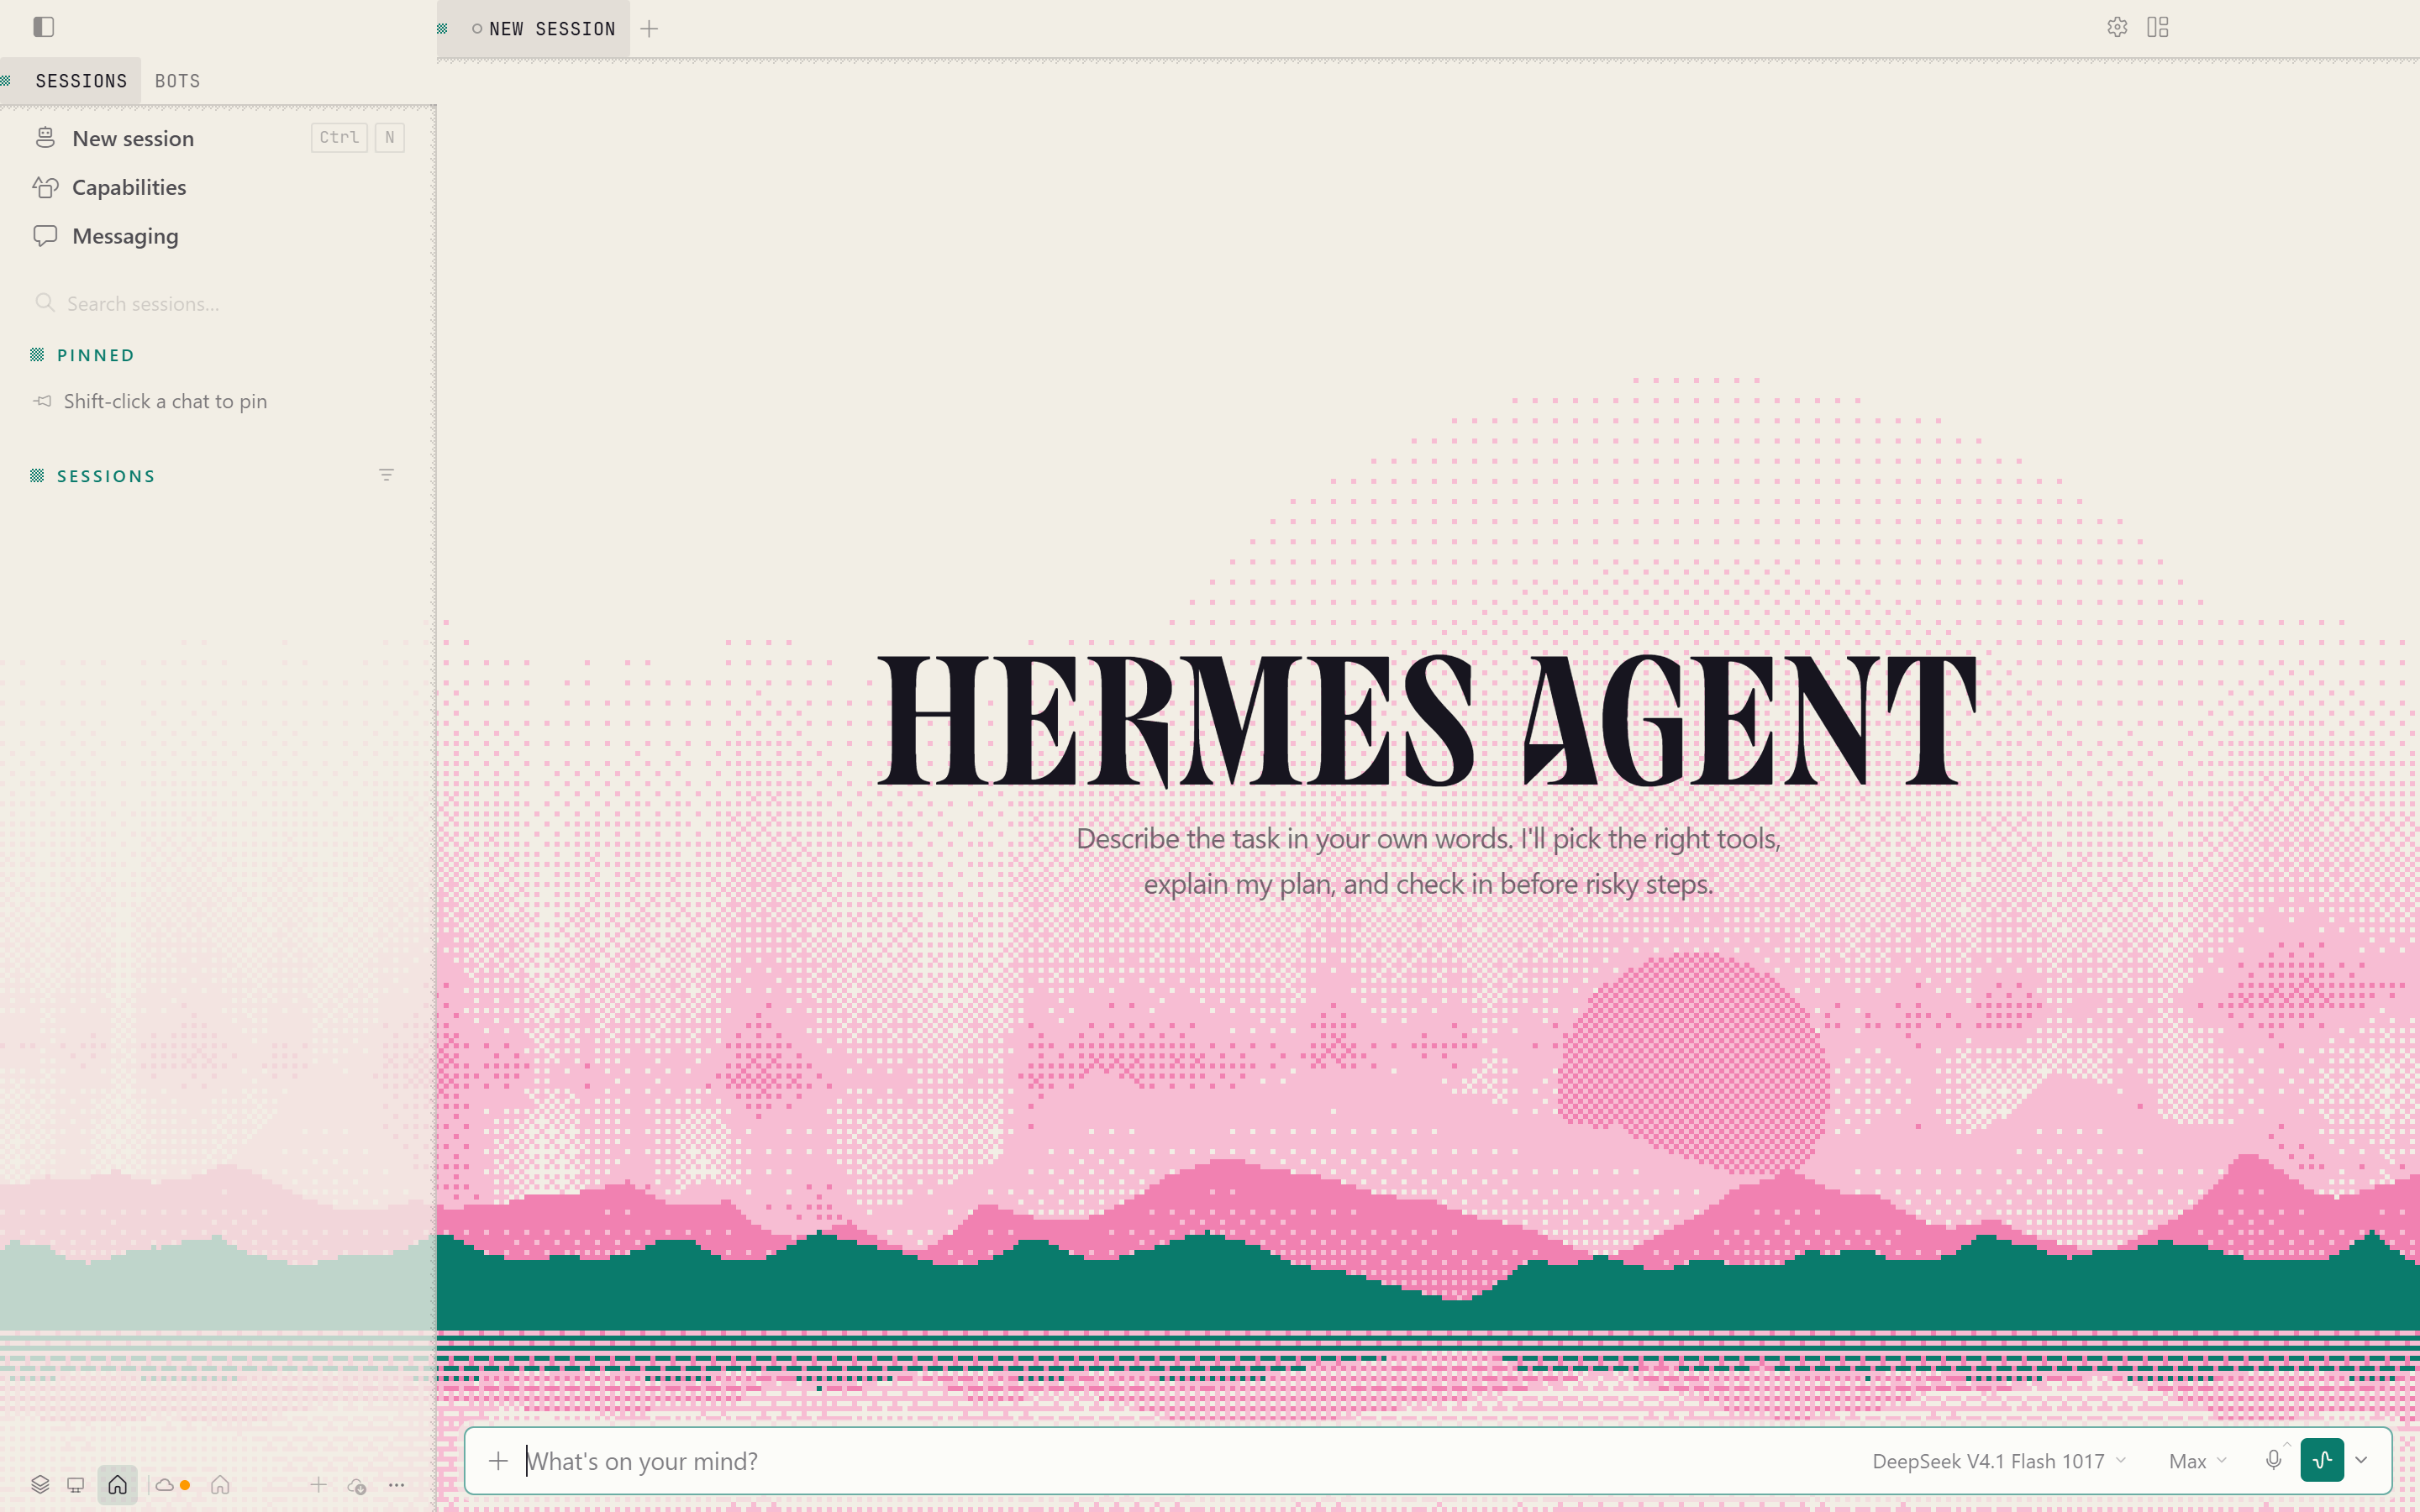 NEW SESSION
SESSIONS BOTS
New session Ctrl N
Capabilities
Messaging
Search sessions...
PINNED
Shift-click a chat to pin
SESSIONS
HERMES AGENT
Describe the task in your own words. I'll pick the right tools,
explain my plan, and check in before risky steps.
What's on your mind? DeepSeek V4.1 Flash 1017 Max